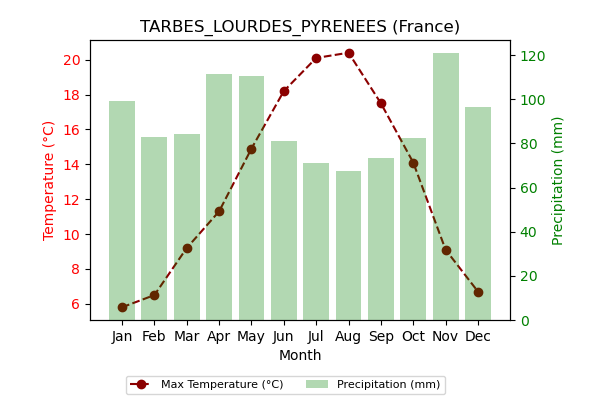 TARBES_LOURDES_PYRENEES (France)
Temperature (°C)
20
18
16
14
12
10
8
6
120
100
80
60
40
20
0
Precipitation (mm)
Jan Feb Mar Apr May Jun Jul Aug Sep Oct Nov Dec
Month
Max Temperature (°C) Precipitation (mm)